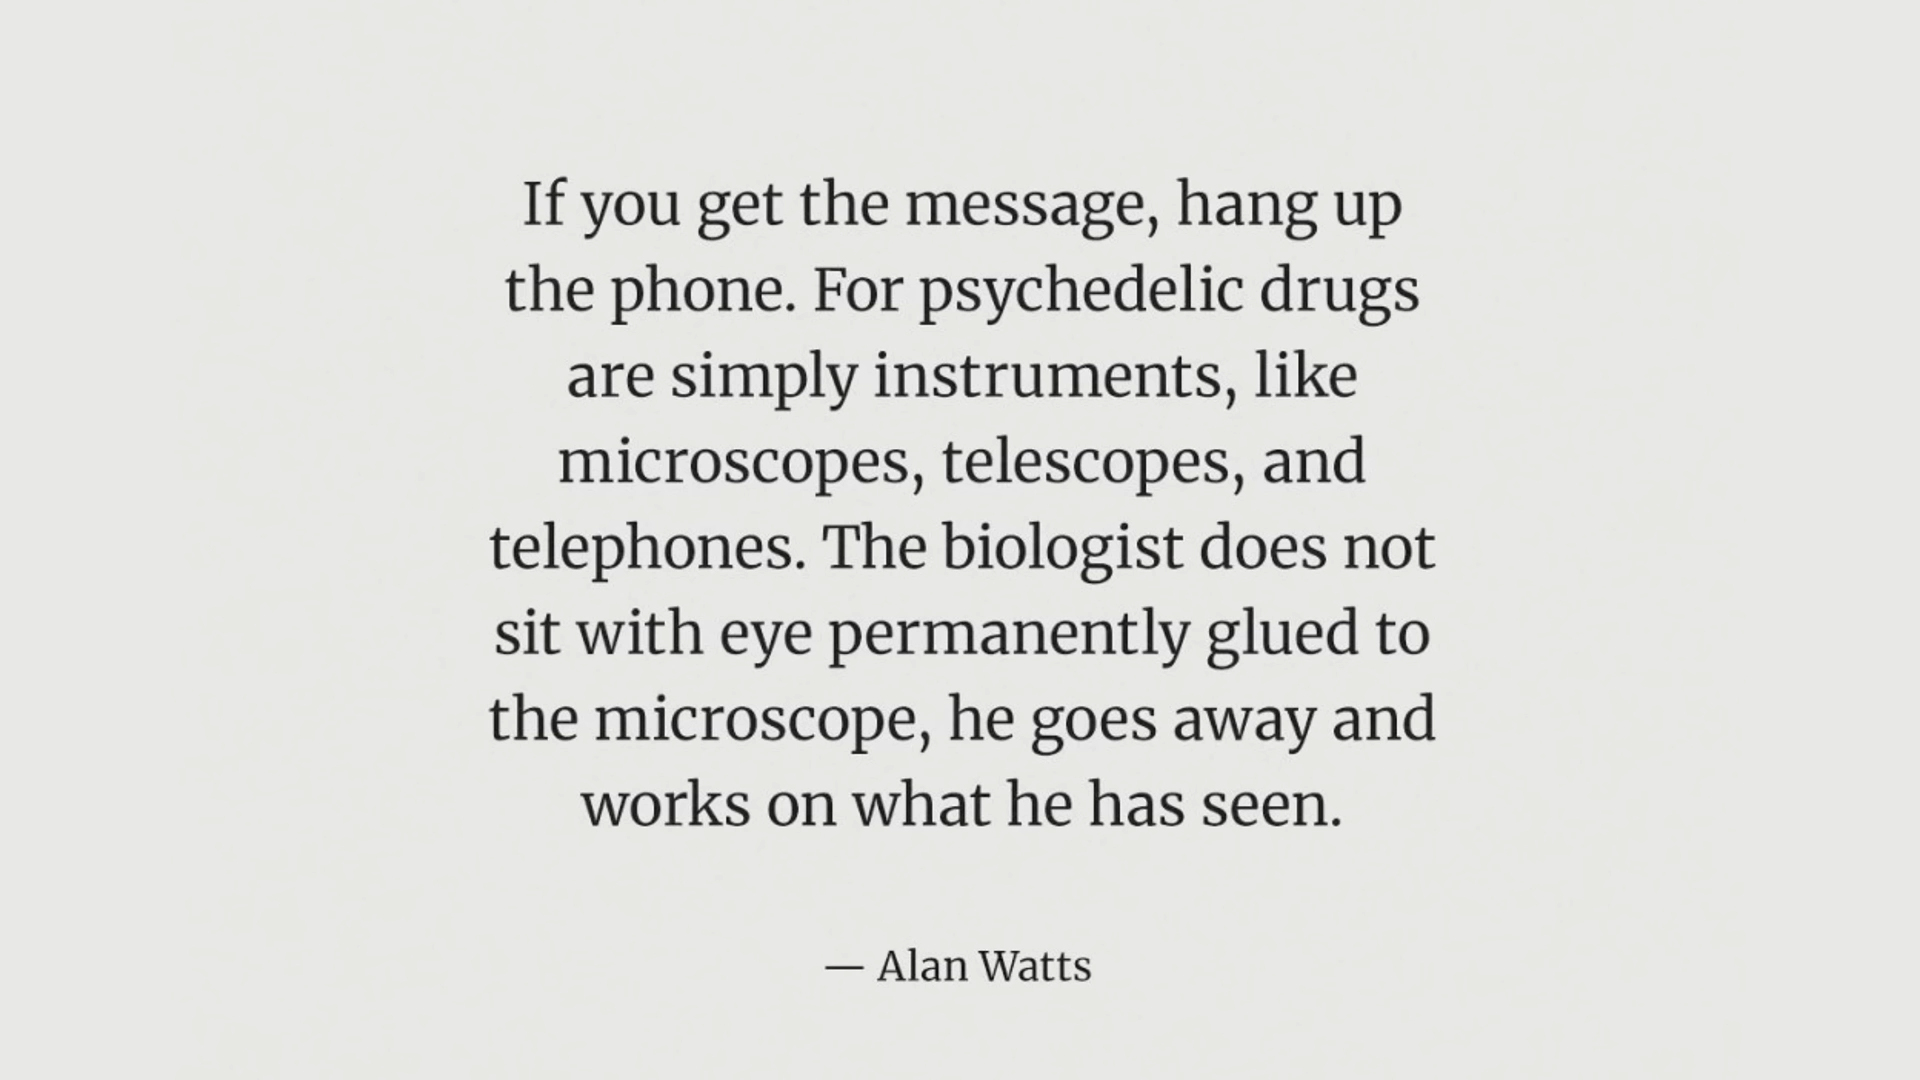 If you get the message, hang up
the phone. For psychedelic drugs
are simply instruments, like
microscopes, telescopes, and
telephones. The biologist does not
sit with eye permanently glued to
the microscope, he goes away and
works on what he has seen.
— Alan Watts